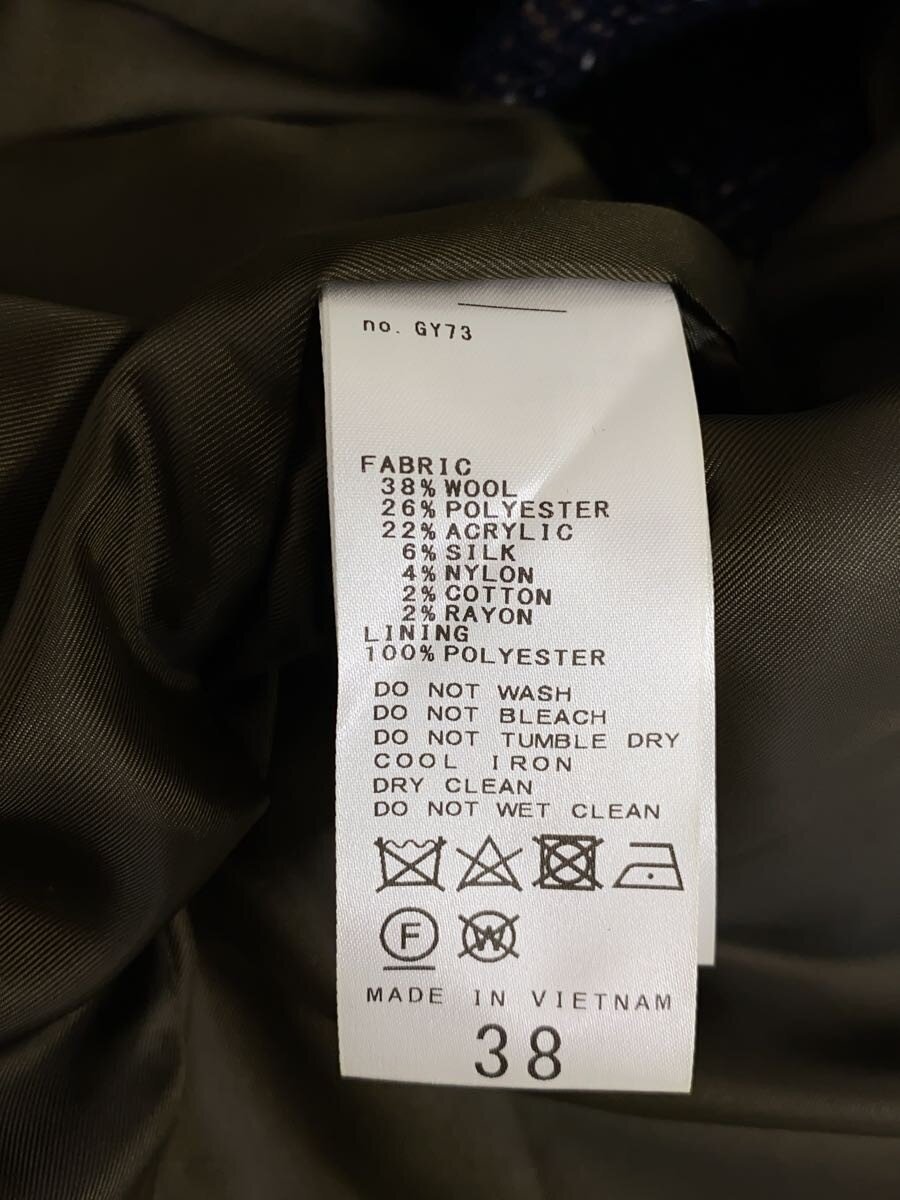 no. GY73
FABRIC
38% WOOL
26% POLYESTER
22% ACRYLIC
6% SILK
4% NYLON
2% COTTON
2% RAYON
LINING
100% POLYESTER
DO NOT WASH
DO NOT BLEACH
DO NOT TUMBLE DRY
COOL IRON
DRY CLEAN
DO NOT WET CLEAN
F W
MADE IN VIETNAM
38